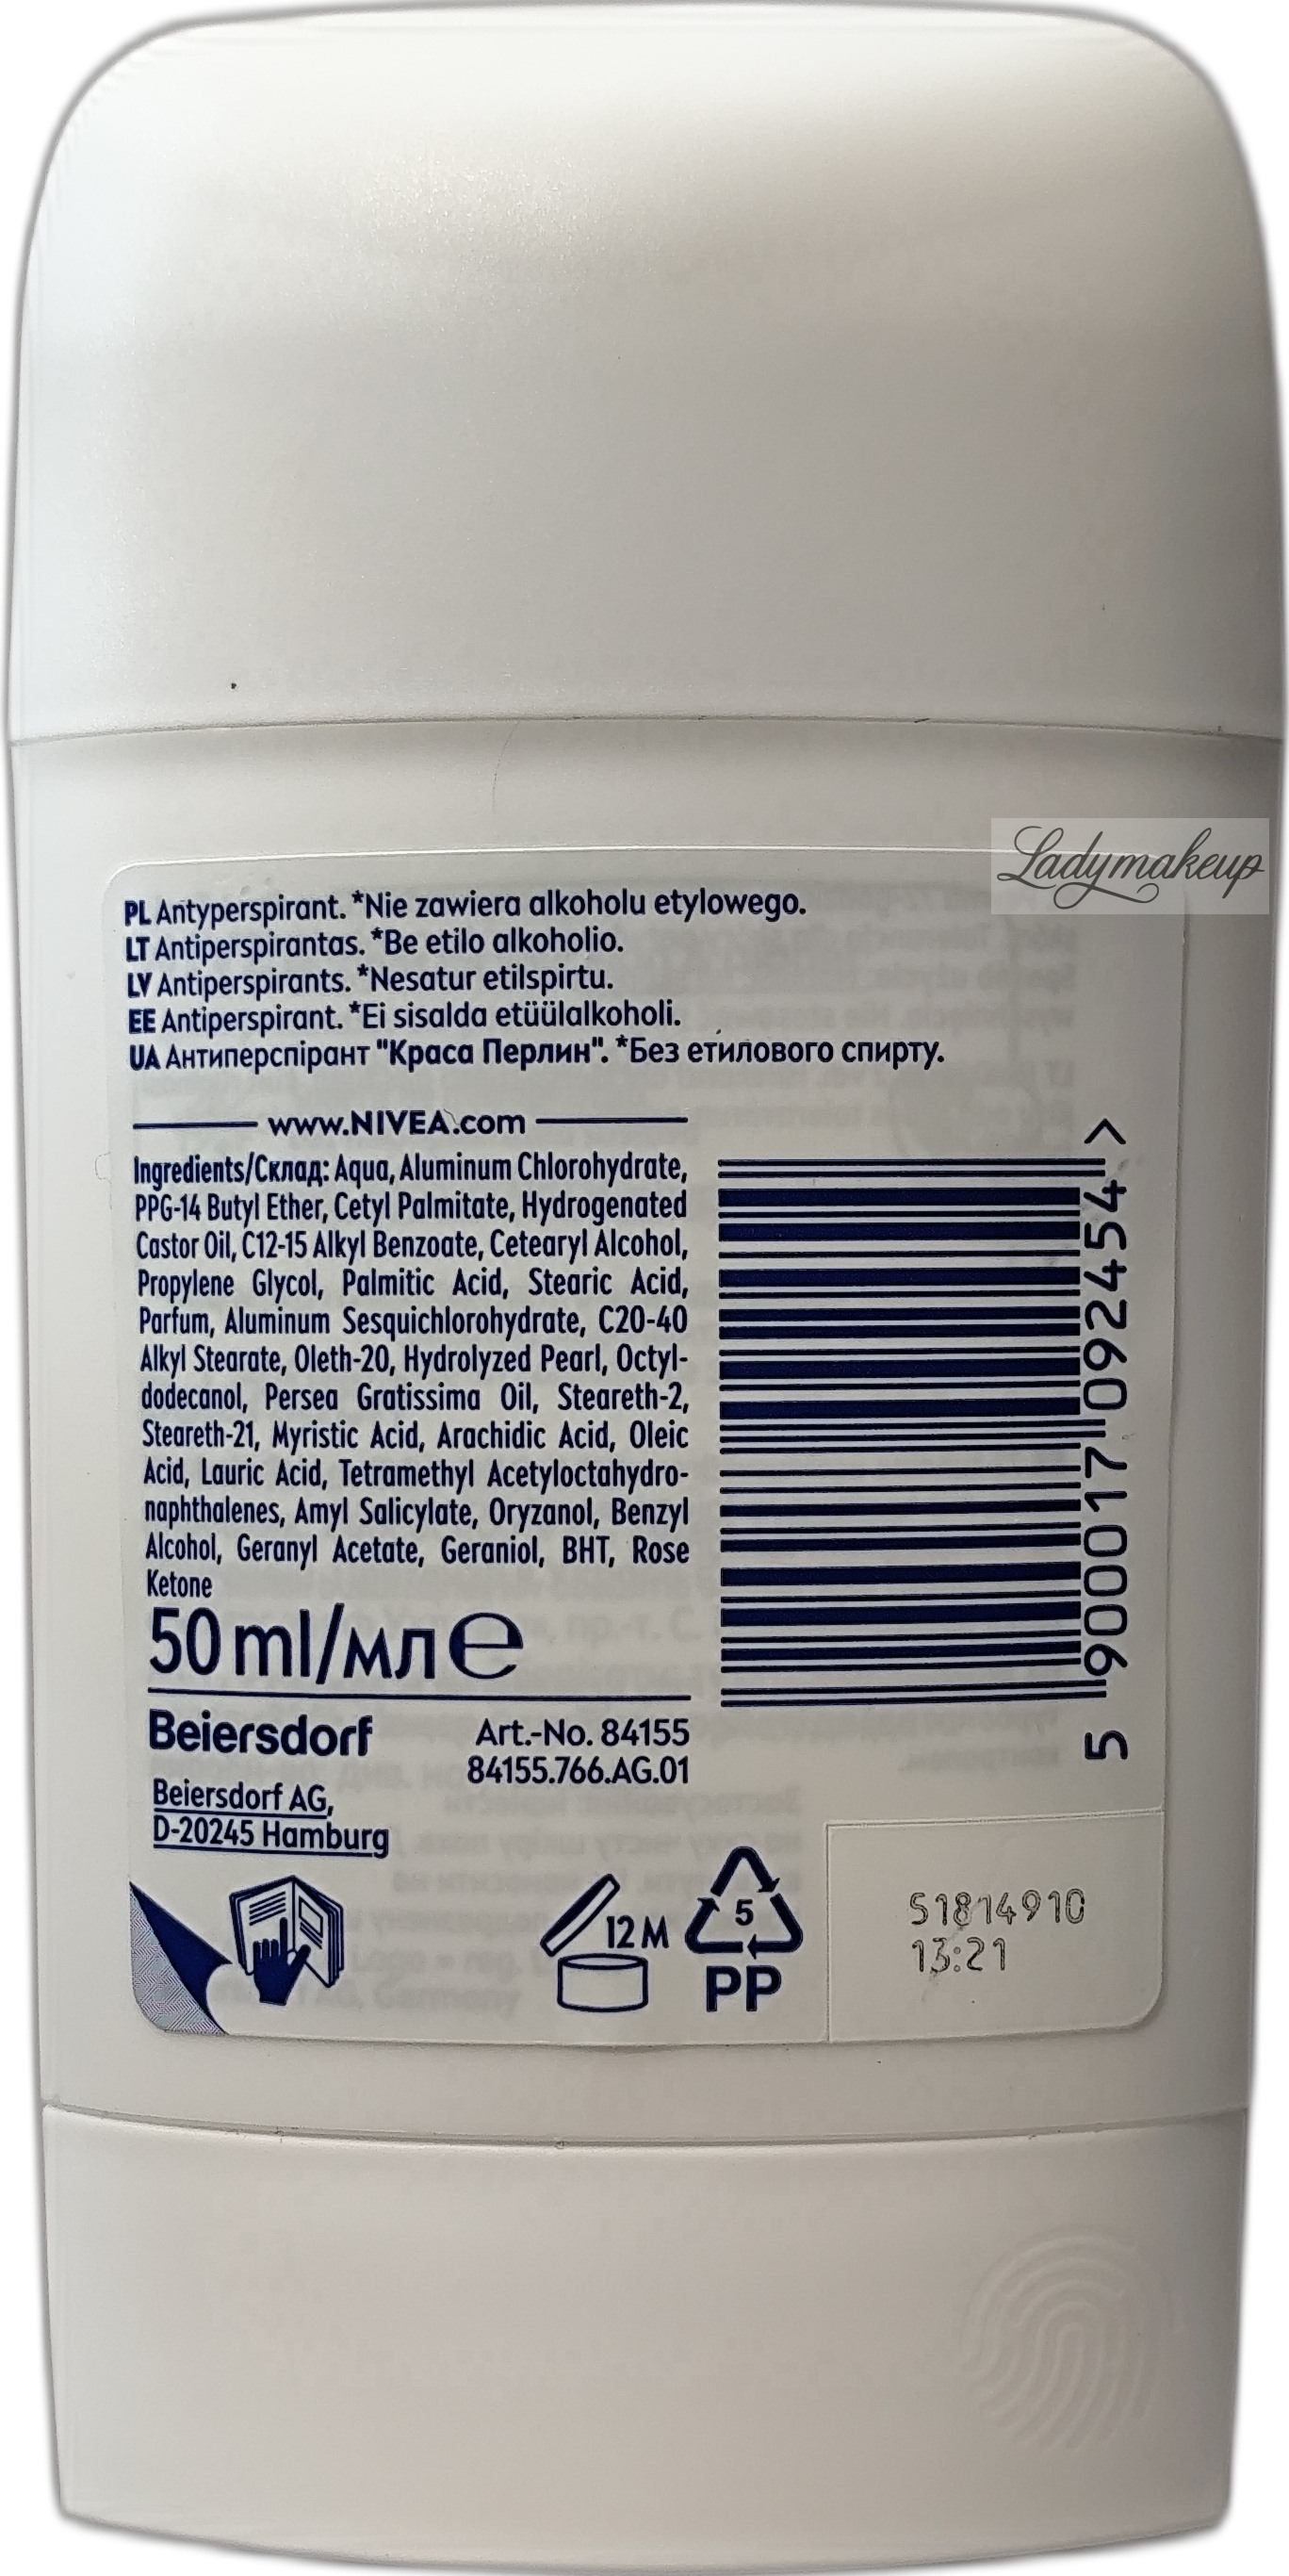 Ladymakeup
PL Antyperspirant. *Nie zawiera alkoholu etylowego.
LT Antiperspirantas. *Be etilo alkoholio.
LV Antiperspirants. *Nesatur etilspirtu.
EE Antiperspirant. *Ei sisalda etüülalkoholi.
UA Антиперспірант "Краса Перлин". *Без етилового спирту.
www.NIVEA.com
Ingredients/Склад: Aqua, Aluminum Chlorohydrate,
PPG-14 Butyl Ether, Cetyl Palmitate, Hydrogenated
Castor Oil, C12-15 Alkyl Benzoate, Cetearyl Alcohol,
Propylene Glycol, Palmitic Acid, Stearic Acid,
Parfum, Aluminum Sesquichlorohydrate, C20-40
Alkyl Stearate, Oleth-20, Hydrolyzed Pearl, Octyl-
dodecanol, Persea Gratissima Oil, Steareth-2,
Steareth-21, Myristic Acid, Arachidic Acid, Oleic
Acid, Lauric Acid, Tetramethyl Acetyloctahydro-
naphthalenes, Amyl Salicylate, Oryzanol, Benzyl
Alcohol, Geranyl Acetate, Geraniol, BHT, Rose
Ketone
5 900017 092454 >
50 ml/мл e
Beiersdorf
Art.-No. 84155
84155.766.AG.01
Beiersdorf AG,
D-20245 Hamburg
12 M
5
PP
51814910
13:21